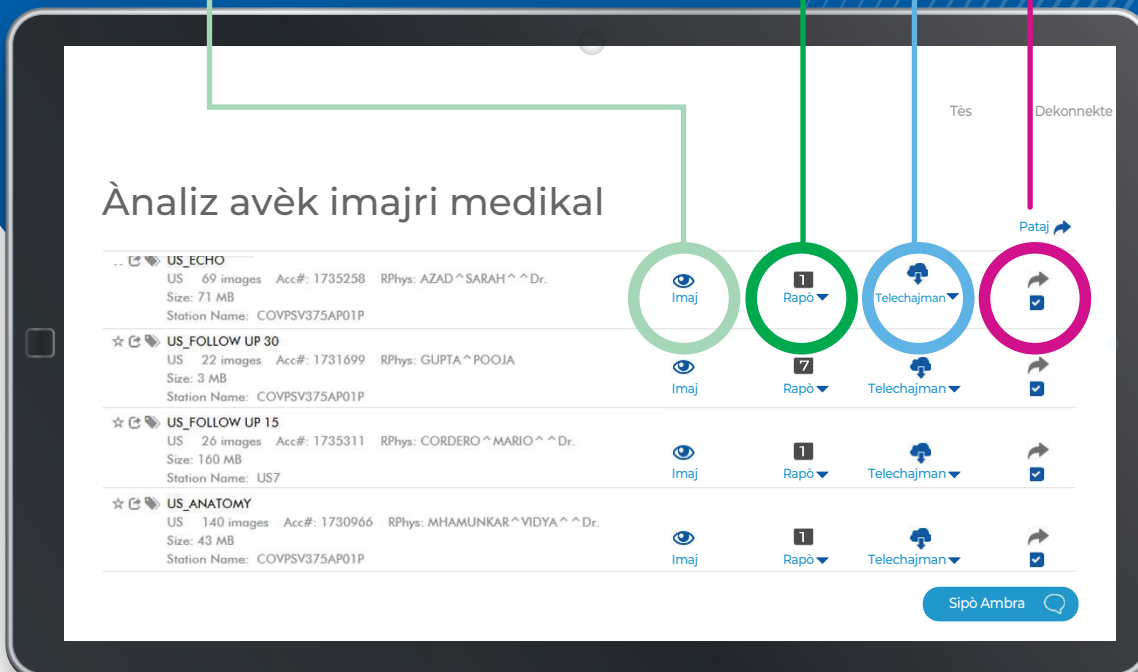 Tès Dekonnekte
Ànaliz avèk imajri medikal
Pataj
US_ECHO
US 69 images Acc#: 1735258 RPhys: AZAD^SARAH^^Dr.
Size: 71 MB
Station Name: COVPSV375AP01P
Imaj
1
Rapò
Telechajman
US_FOLLOW UP 30
US 22 images Acc#: 1731699 RPhys: GUPTA^POOJA
Size: 3 MB
Station Name: COVPSV375AP01P
Imaj
7
Rapò
Telechajman
US_FOLLOW UP 15
US 26 images Acc#: 1735311 RPhys: CORDERO^MARIO^^Dr.
Size: 160 MB
Station Name: US7
Imaj
1
Rapò
Telechajman
US_ANATOMY
US 140 images Acc#: 1730966 RPhys: MHAMUNKAR^VIDYA^^Dr.
Size: 43 MB
Station Name: COVPSV375AP01P
Imaj
1
Rapò
Telechajman
Sipò Ambra